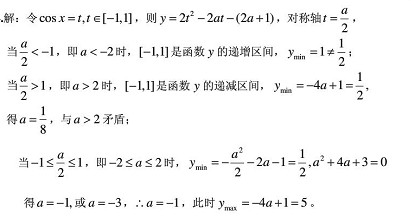 .解：令cos x = t, t ∈ [−1,1]，则 y = 2t² − 2at − (2a + 1)，对称轴 t = a/2，
当 a/2 < −1，即 a < −2 时，[−1,1]是函数 y 的递增区间，y_min = 1 ≠ 1/2；
当 a/2 > 1，即 a > 2 时，[−1,1]是函数 y 的递减区间，y_min = −4a + 1 = 1/2，
得 a = 1/8，与 a > 2 矛盾；
当 −1 ≤ a/2 ≤ 1，即 −2 ≤ a ≤ 2 时，y_min = −a²/2 − 2a − 1 = 1/2, a² + 4a + 3 = 0
得 a = −1, 或 a = −3，∴ a = −1，此时 y_max = −4a + 1 = 5 。